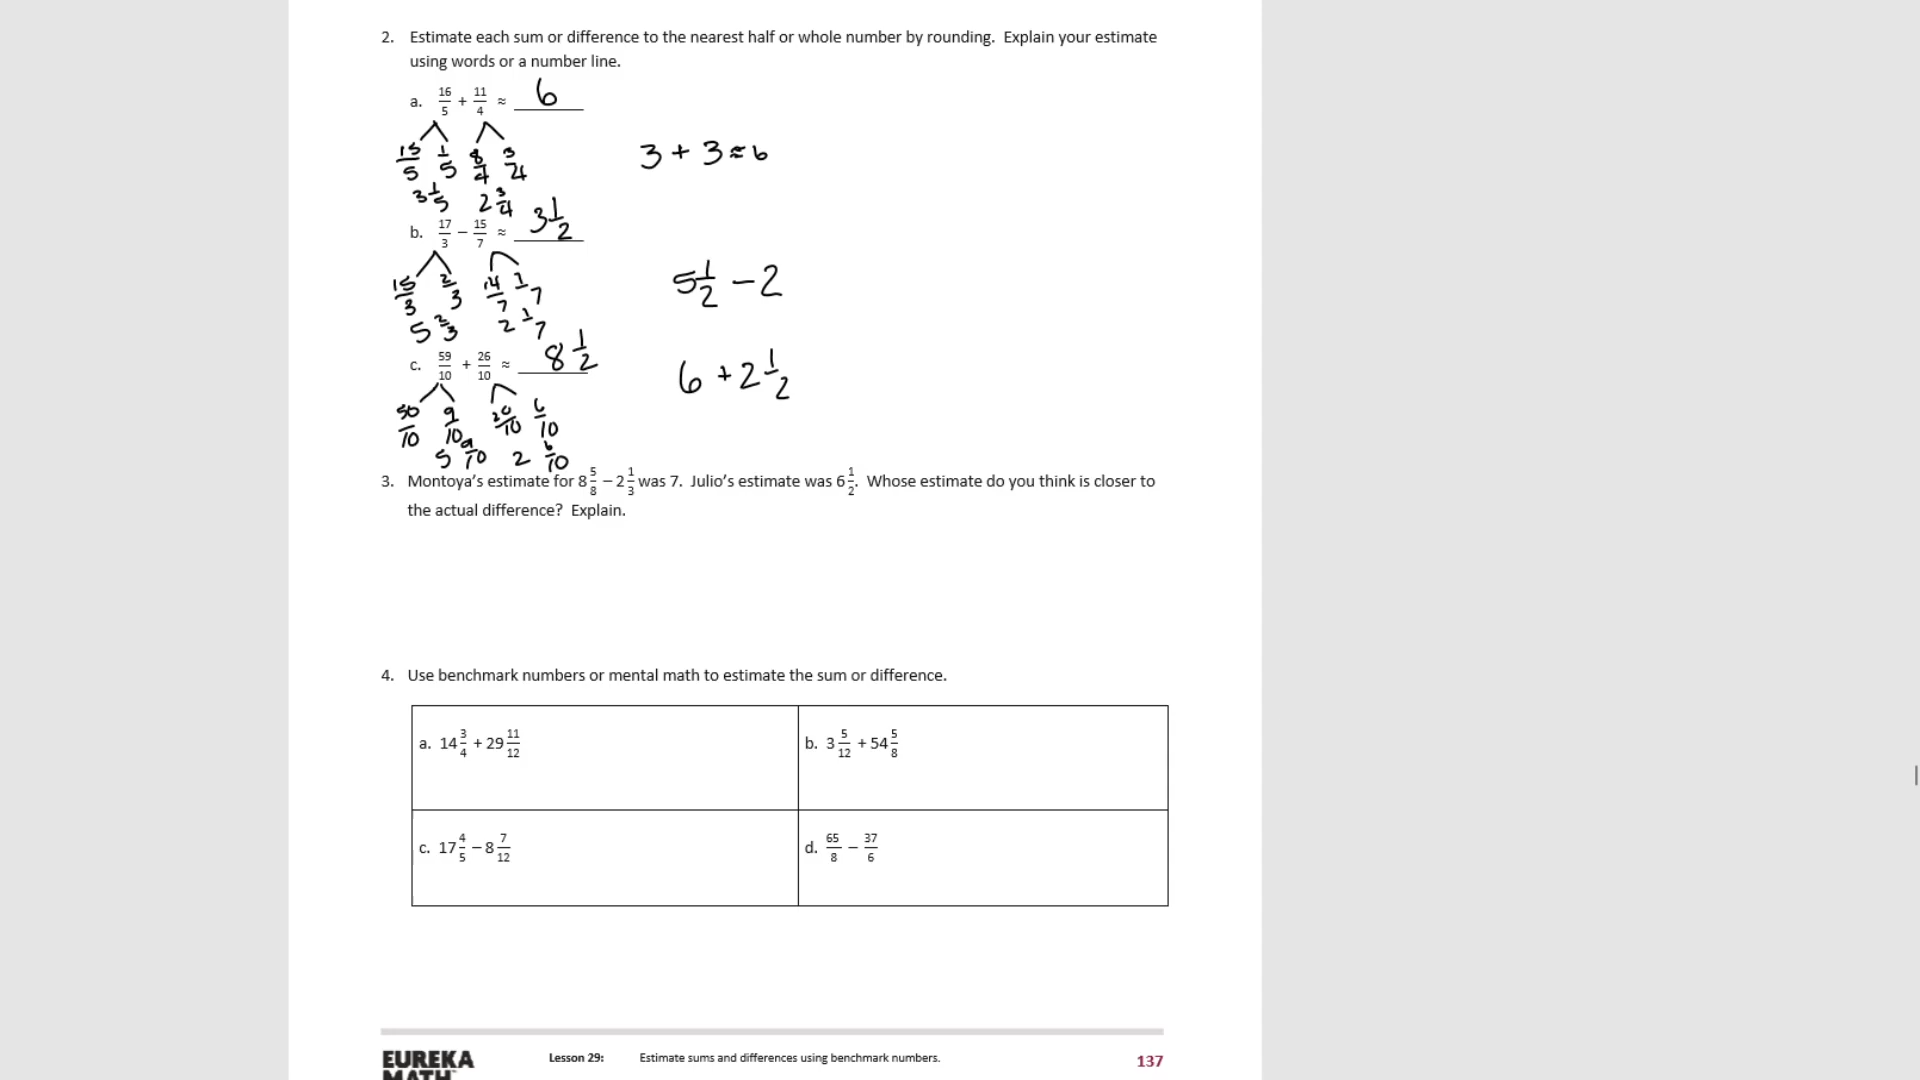 2. Estimate each sum or difference to the nearest half or whole number by rounding. Explain your estimate
using words or a number line.
a. 16/5 + 11/4 ≈ 6
15/5 1/5 8/4 3/4
3 + 3 ≈ 6
3 1/5 2 3/4
b. 17/3 − 15/7 ≈ 3 1/2
15/3 2/3 14/7 1/7
5 1/2 − 2
5 2/3 2 1/7
c. 59/10 + 26/10 ≈ 8 1/2
6 + 2 1/2
50/10 9/10 20/10 6/10
5 9/10 2 6/10
3. Montoya's estimate for 8 5/8 − 2 1/3 was 7. Julio's estimate was 6 1/2. Whose estimate do you think is closer to
the actual difference? Explain.
4. Use benchmark numbers or mental math to estimate the sum or difference.
a. 14 3/4 + 29 11/12
b. 3 5/12 + 54 5/8
c. 17 4/5 − 8 7/12
d. 65/8 − 37/6
EUREKA
MATH
Lesson 29: Estimate sums and differences using benchmark numbers.
137